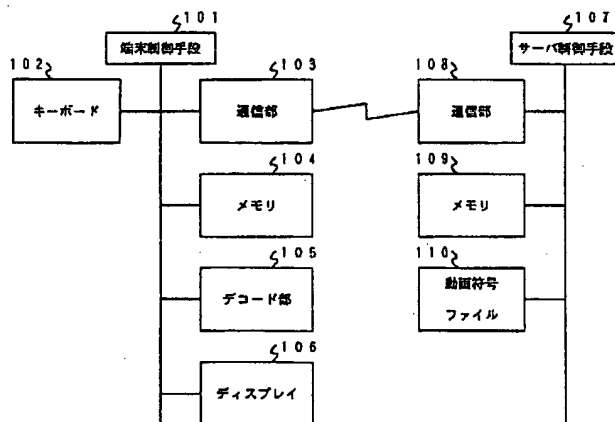 101
端末制御手段
107
サーバ制御手段
102
キーボード
103
通信部
108
通信部
104
メモリ
109
メモリ
105
デコード部
110
動画符号
ファイル
106
ディスプレイ